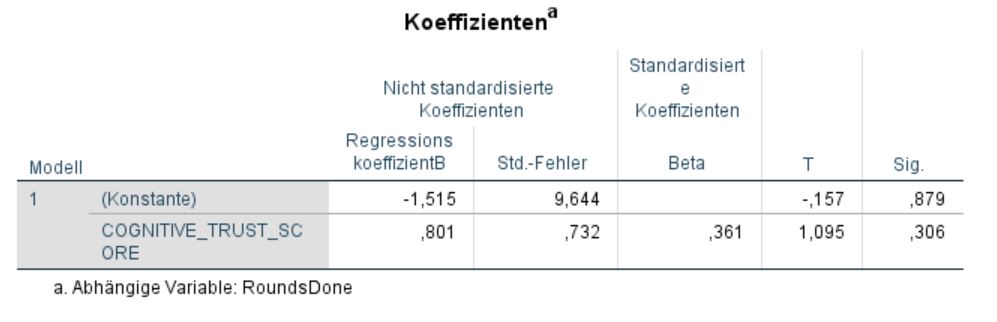 Koeffizientenᵃ
Standardisiert
e
Koeffizienten
Nicht standardisierte
Koeffizienten
Regressions
koeffizientB
Modell Std.-Fehler Beta T Sig.
1 (Konstante) -1,515 9,644 -,157 ,879
COGNITIVE_TRUST_SC ,801 ,732 ,361 1,095 ,306
ORE
a. Abhängige Variable: RoundsDone